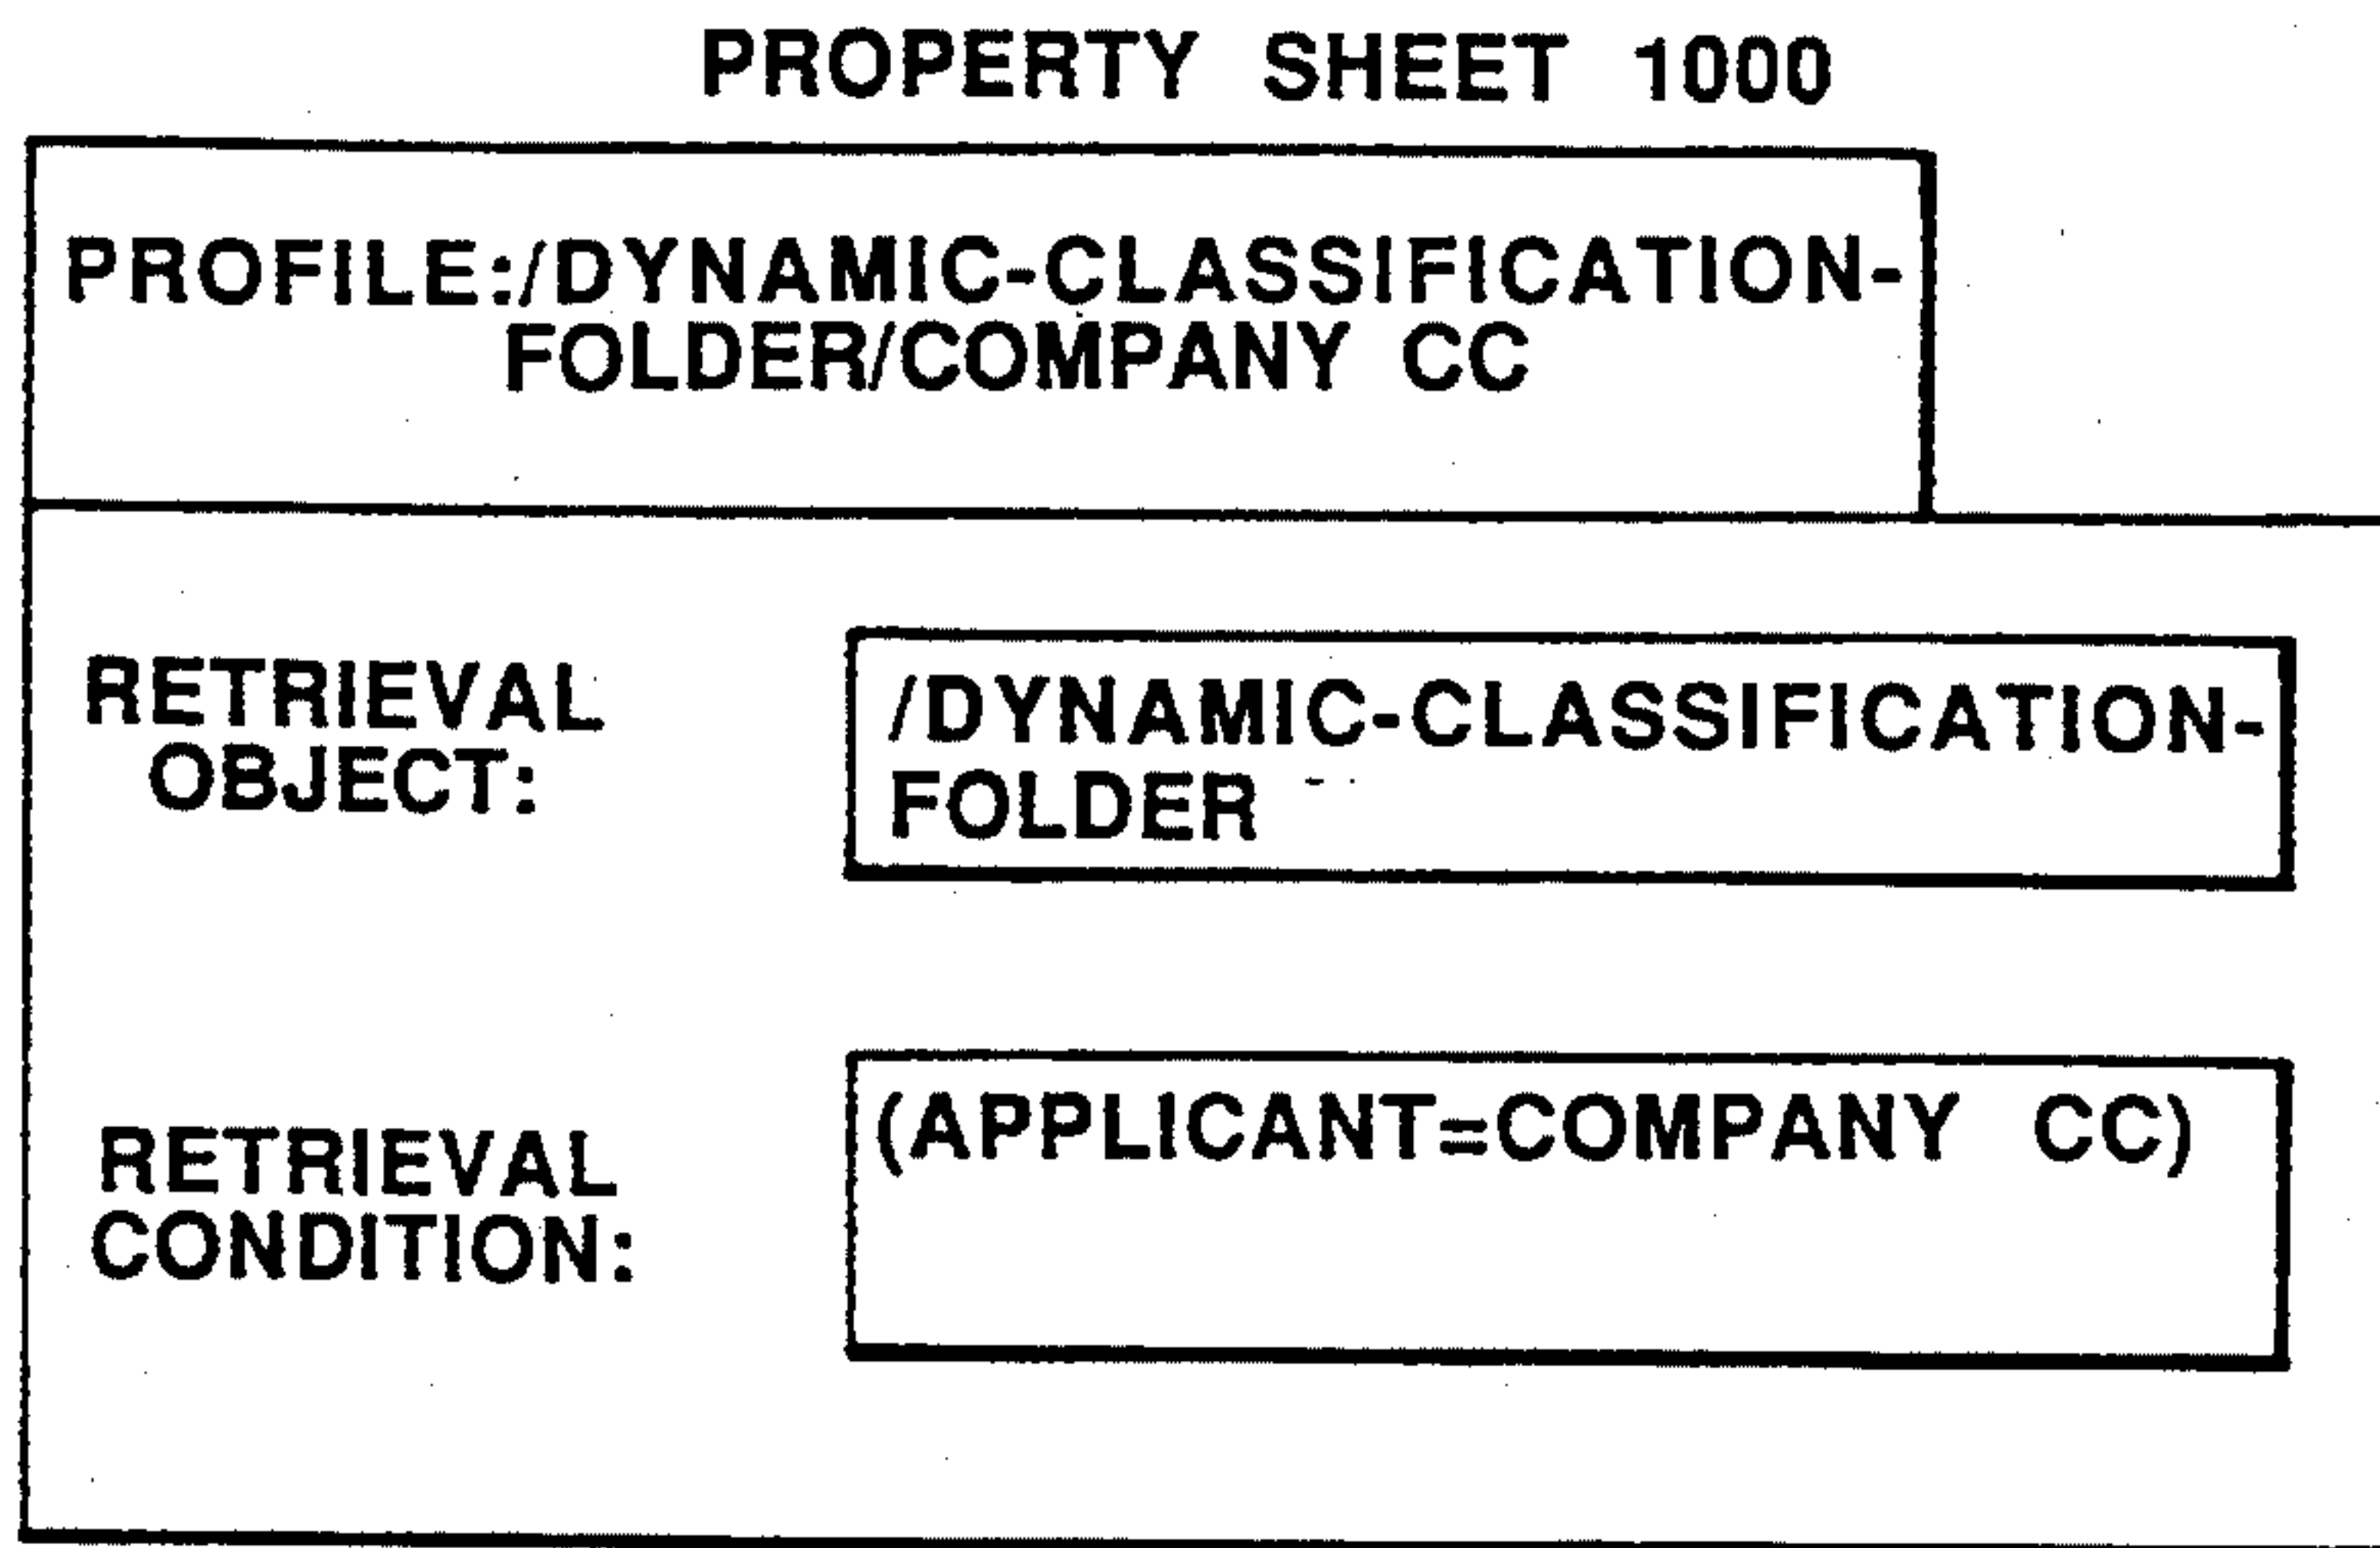 PROPERTY SHEET 1000
PROFILE:/DYNAMIC-CLASSIFICATION-
FOLDER/COMPANY CC
RETRIEVAL
OBJECT:
/DYNAMIC-CLASSIFICATION-
FOLDER
RETRIEVAL
CONDITION:
(APPLICANT=COMPANY CC)